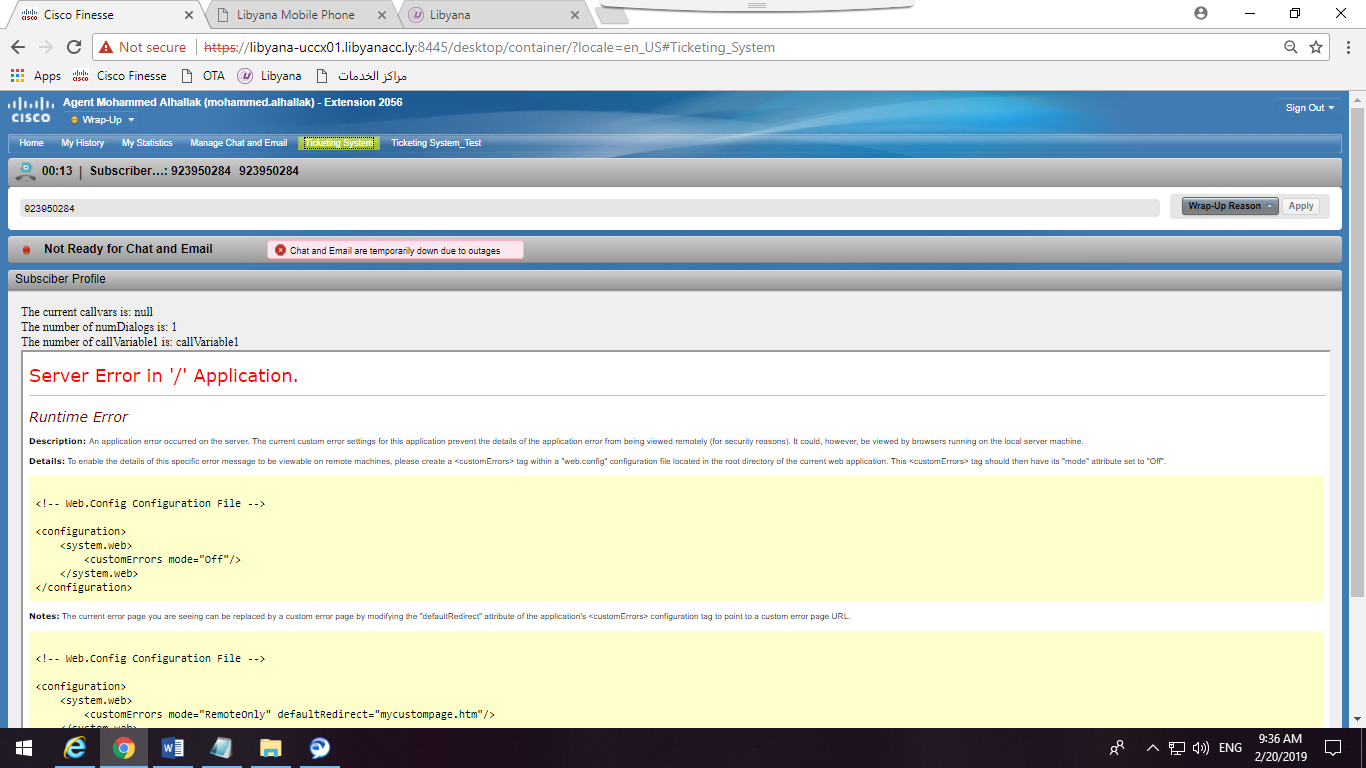 Cisco Finesse
Libyana Mobile Phone
Libyana
Not secure | https://libyana-uccx01.libyanacc.ly:8445/desktop/container/?locale=en_US#Ticketing_System
Apps Cisco Finesse OTA Libyana مراكز الخدمات
CISCO
Agent Mohammed Alhallak (mohammed.alhallak) - Extension 2056
Wrap-Up
Sign Out
Home My History My Statistics Manage Chat and Email Ticketing System Ticketing System_Test
00:13 | Subscriber...: 923950284 923950284
923950284
Wrap-Up Reason Apply
Not Ready for Chat and Email
Chat and Email are temporarily down due to outages
Subsciber Profile
The current callvars is: null
The number of numDialogs is: 1
The number of callVariable1 is: callVariable1
Server Error in '/' Application.
Runtime Error
Description: An application error occurred on the server. The current custom error settings for this application prevent the details of the application error from being viewed remotely (for security reasons). It could, however, be viewed by browsers running on the local server machine.
Details: To enable the details of this specific error message to be viewable on remote machines, please create a <customErrors> tag within a "web.config" configuration file located in the root directory of the current web application. This <customErrors> tag should then have its "mode" attribute set to "Off".
<!-- Web.Config Configuration File -->
<configuration>
<system.web>
<customErrors mode="Off"/>
</system.web>
</configuration>
Notes: The current error page you are seeing can be replaced by a custom error page by modifying the "defaultRedirect" attribute of the application's <customErrors> configuration tag to point to a custom error page URL.
<!-- Web.Config Configuration File -->
<configuration>
<system.web>
<customErrors mode="RemoteOnly" defaultRedirect="mycustompage.htm"/>
</system.web>
ENG
9:36 AM
2/20/2019